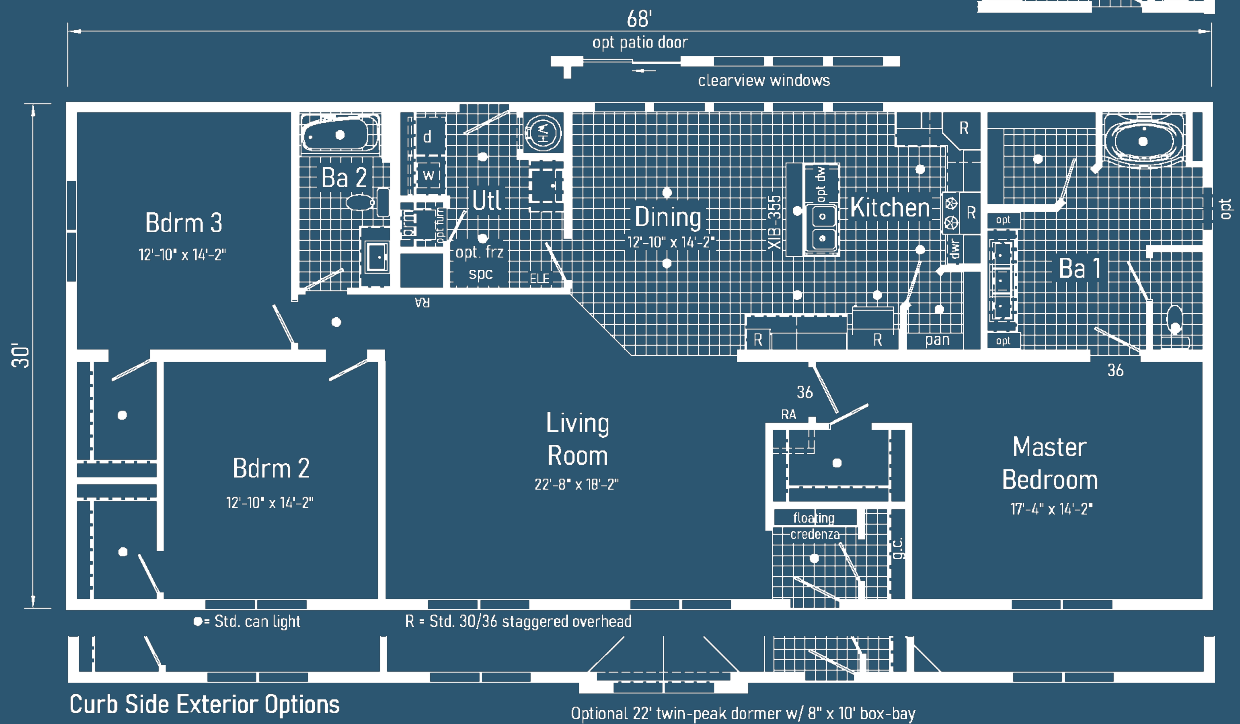 68'
opt patio door
clearview windows
30'
Bdrm 3
12'-10" x 14'-2"
Ba 2
d
w
Utl
WH
opt furn
opt. frz
spc
ELE
RA
Dining
12'-10" x 14'-2"
XIB-355
opt dw
Kitchen
R
R
dwr
R
R
pan
opt
Ba 1
opt
opt
36
36
RA
Bdrm 2
12'-10" x 14'-2"
Living
Room
22'-8" x 18'-2"
Master
Bedroom
17'-4" x 14'-2"
floating
credenza
g.c.
= Std. can light
R = Std. 30/36 staggered overhead
Curb Side Exterior Options
Optional 22' twin-peak dormer w/ 8" x 10' box-bay